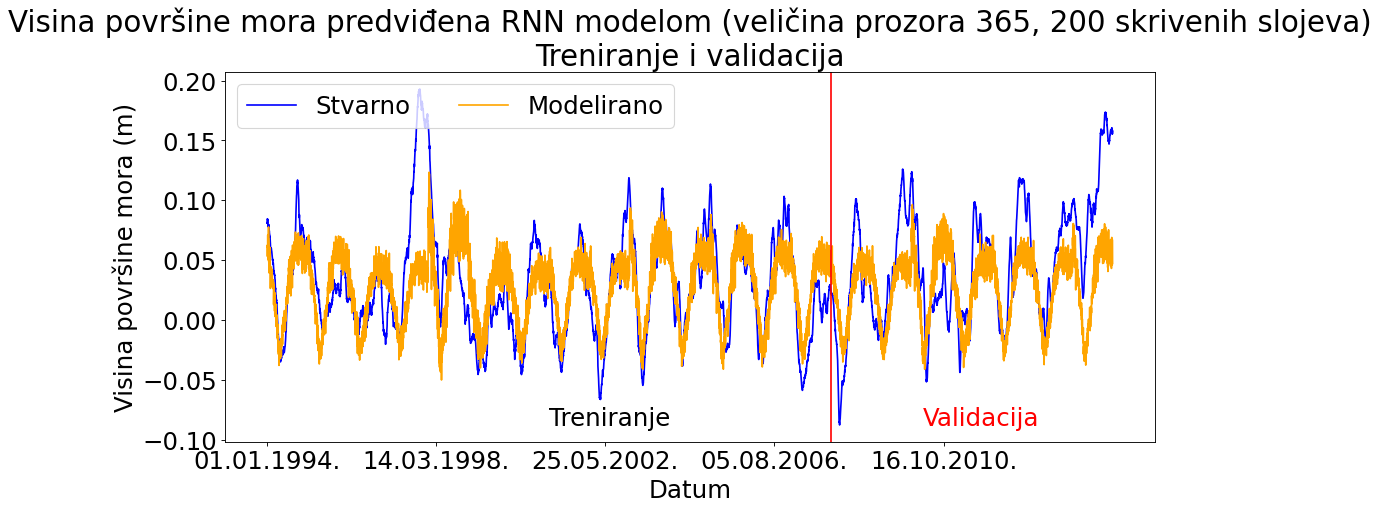 Visina površine mora predviđena RNN modelom (veličina prozora 365, 200 skrivenih slojeva)
Treniranje i validacija
Stvarno
Modelirano
Visina površine mora (m)
0.20
0.15
0.10
0.05
0.00
−0.05
−0.10
Treniranje
Validacija
01.01.1994.
14.03.1998.
25.05.2002.
05.08.2006.
16.10.2010.
Datum